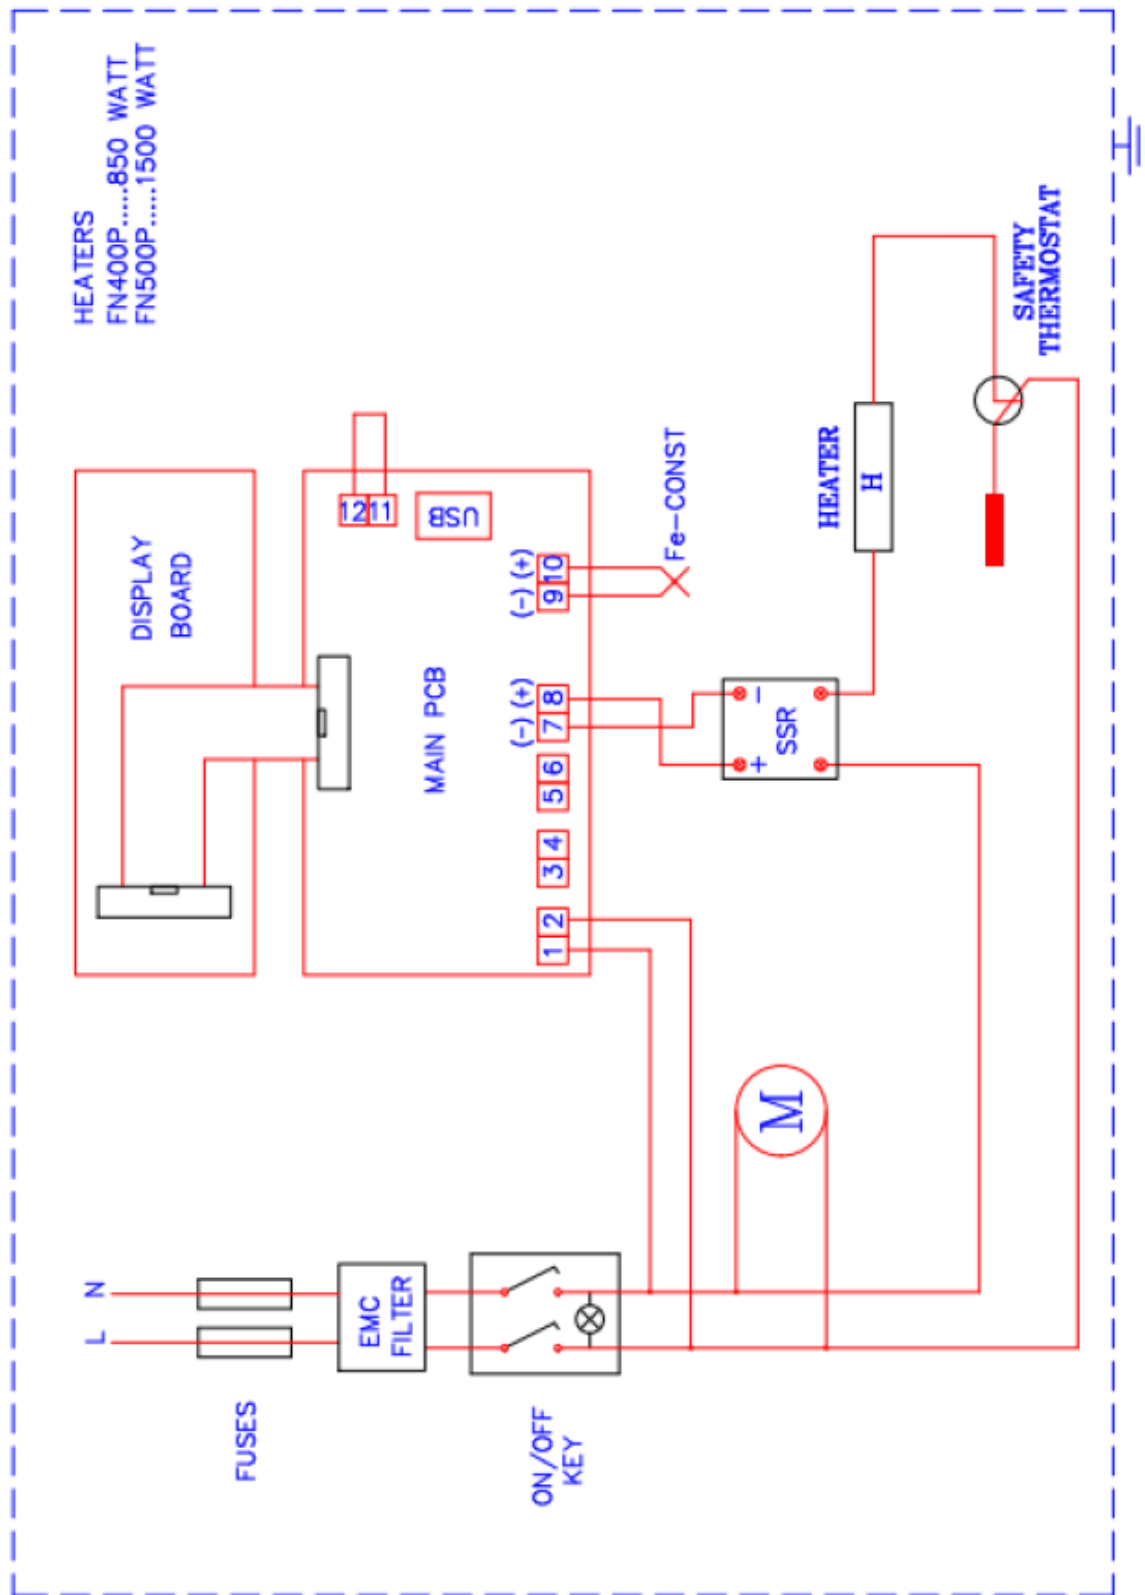 HEATERS
FN400P.....850 WATT
FN500P.....1500 WATT
DISPLAY
BOARD
12 11
USB
MAIN PCB
(-) (+)
(-) (+)
1 2
3 4
5 6
7 8
9 10
Fe-CONST
HEATER
H
SAFETY
THERMOSTAT
+ -
SSR
M
L
N
FUSES
EMC
FILTER
ON/OFF
KEY